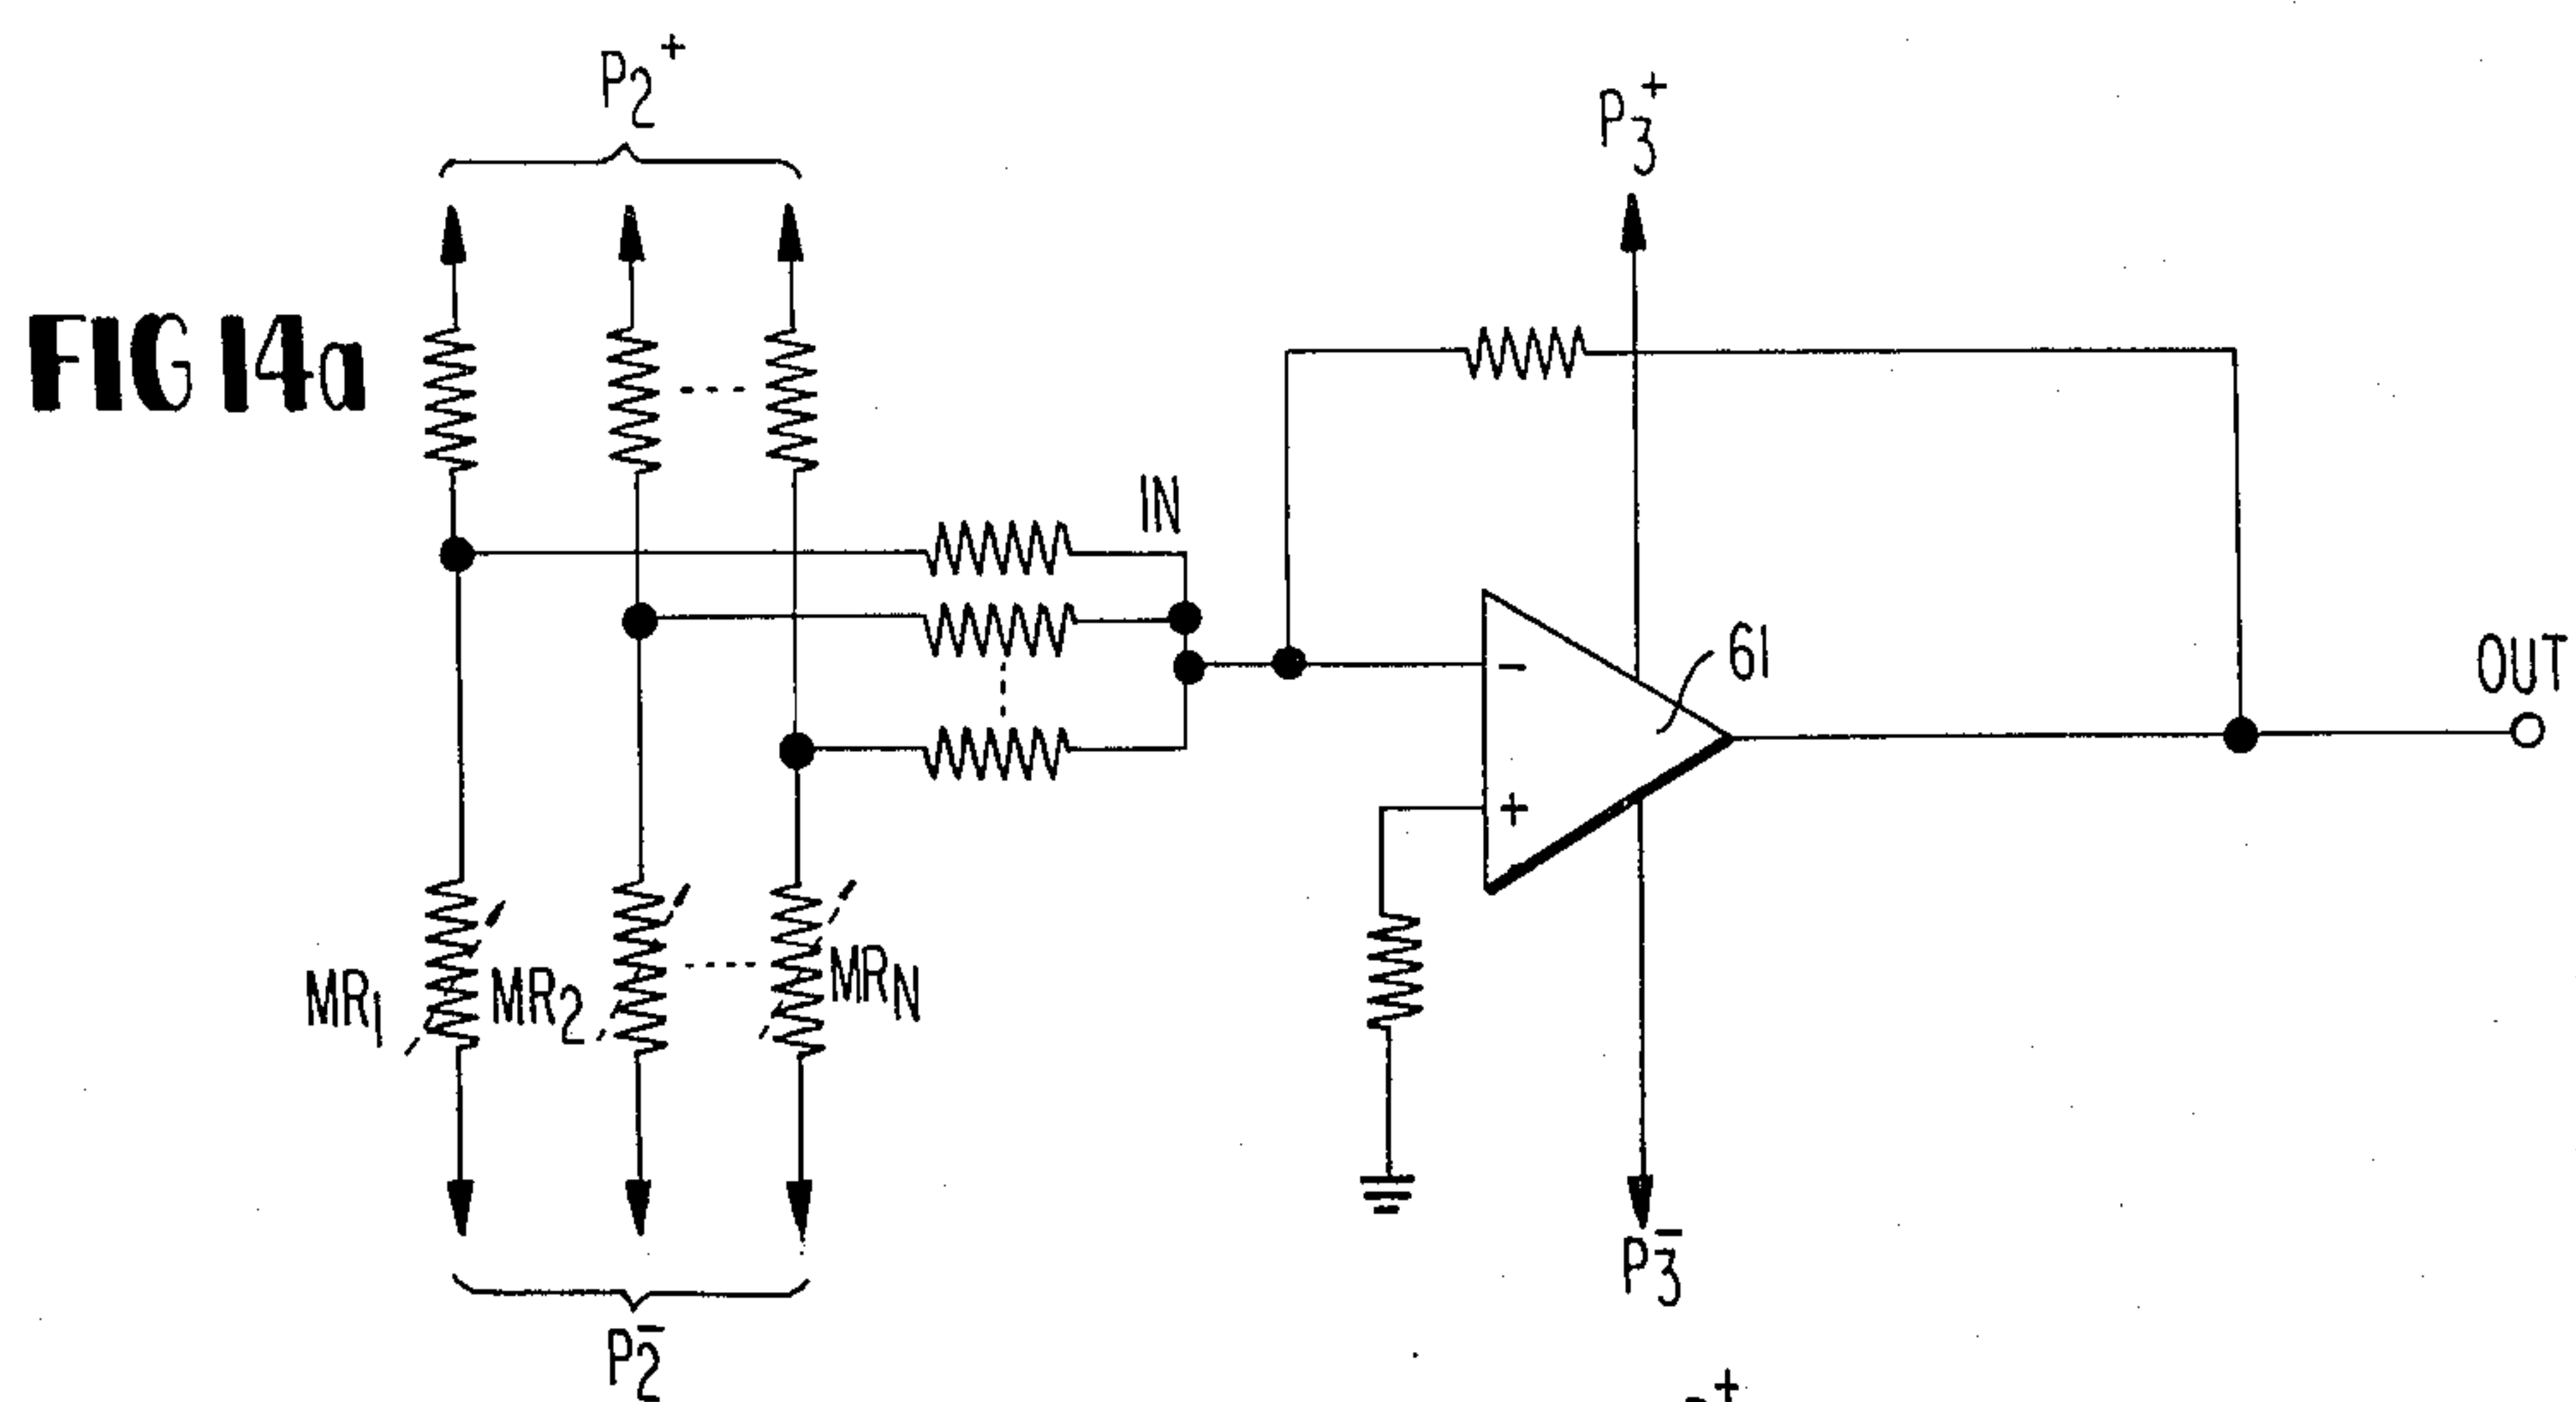 P2+
P3+
FIG 14a
IN
61
OUT
-
+
MR1
MR2
MRN
P3-
P2-
+